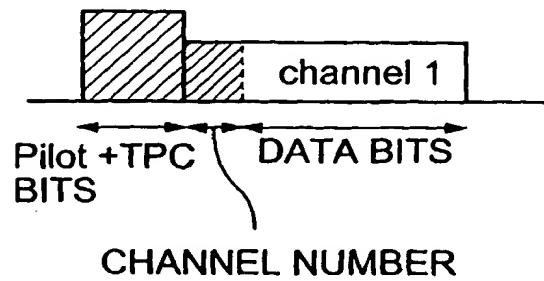 channel 1
Pilot +TPC
BITS
DATA BITS
CHANNEL NUMBER